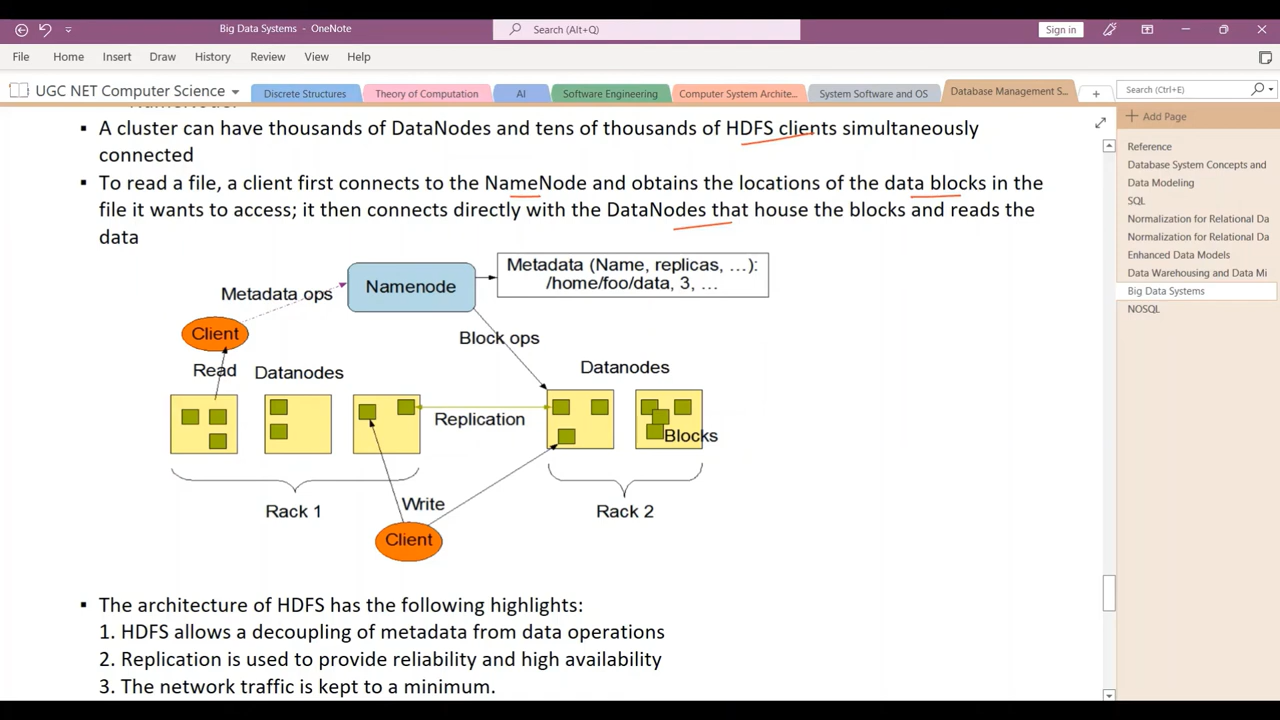 Big Data Systems - OneNote
Search (Alt+Q)
Sign in
File Home Insert Draw History Review View Help
UGC NET Computer Science
Discrete Structures
Theory of Computation
AI
Software Engineering
Computer System Archite...
System Software and OS
Database Management S...
Search (Ctrl+E)
NameNode.
▪ A cluster can have thousands of DataNodes and tens of thousands of HDFS clients simultaneously
connected
▪ To read a file, a client first connects to the NameNode and obtains the locations of the data blocks in the
file it wants to access; it then connects directly with the DataNodes that house the blocks and reads the
data
Namenode
Metadata (Name, replicas, ...):
/home/foo/data, 3, ...
Metadata ops
Client
Block ops
Read
Datanodes
Datanodes
Replication
Blocks
Write
Rack 1
Rack 2
Client
▪ The architecture of HDFS has the following highlights:
1. HDFS allows a decoupling of metadata from data operations
2. Replication is used to provide reliability and high availability
3. The network traffic is kept to a minimum.
Add Page
Reference
Database System Concepts and
Data Modeling
SQL
Normalization for Relational Da
Normalization for Relational Da
Enhanced Data Models
Data Warehousing and Data Mi
Big Data Systems
NOSQL